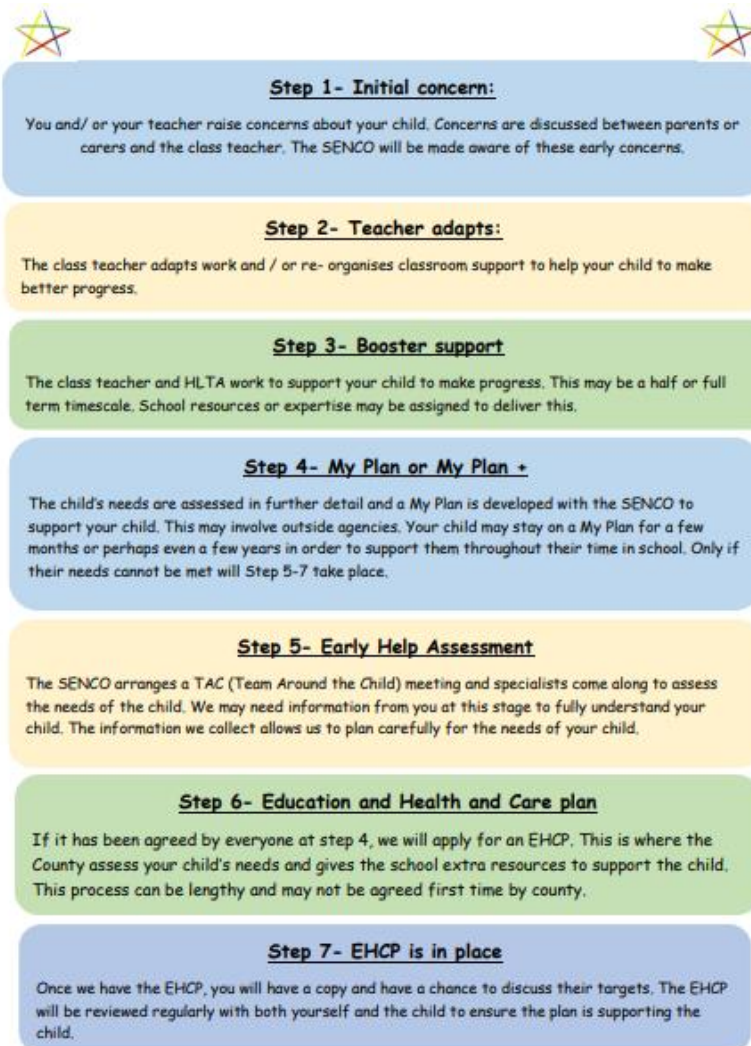 Step 1- Initial concern:
You and/ or your teacher raise concerns about your child. Concerns are discussed between parents or
carers and the class teacher. The SENCO will be made aware of these early concerns.
Step 2- Teacher adapts:
The class teacher adapts work and / or re- organises classroom support to help your child to make
better progress.
Step 3- Booster support
The class teacher and HLTA work to support your child to make progress. This may be a half or full
term timescale. School resources or expertise may be assigned to deliver this.
Step 4- My Plan or My Plan +
The child's needs are assessed in further detail and a My Plan is developed with the SENCO to
support your child. This may involve outside agencies. Your child may stay on a My Plan for a few
months or perhaps even a few years in order to support them throughout their time in school. Only if
their needs cannot be met will Step 5-7 take place.
Step 5- Early Help Assessment
The SENCO arranges a TAC (Team Around the Child) meeting and specialists come along to assess
the needs of the child. We may need information from you at this stage to fully understand your
child. The information we collect allows us to plan carefully for the needs of your child.
Step 6- Education and Health and Care plan
If it has been agreed by everyone at step 4, we will apply for an EHCP. This is where the
County assess your child's needs and gives the school extra resources to support the child.
This process can be lengthy and may not be agreed first time by county.
Step 7- EHCP is in place
Once we have the EHCP, you will have a copy and have a chance to discuss their targets. The EHCP
will be reviewed regularly with both yourself and the child to ensure the plan is supporting the
child.